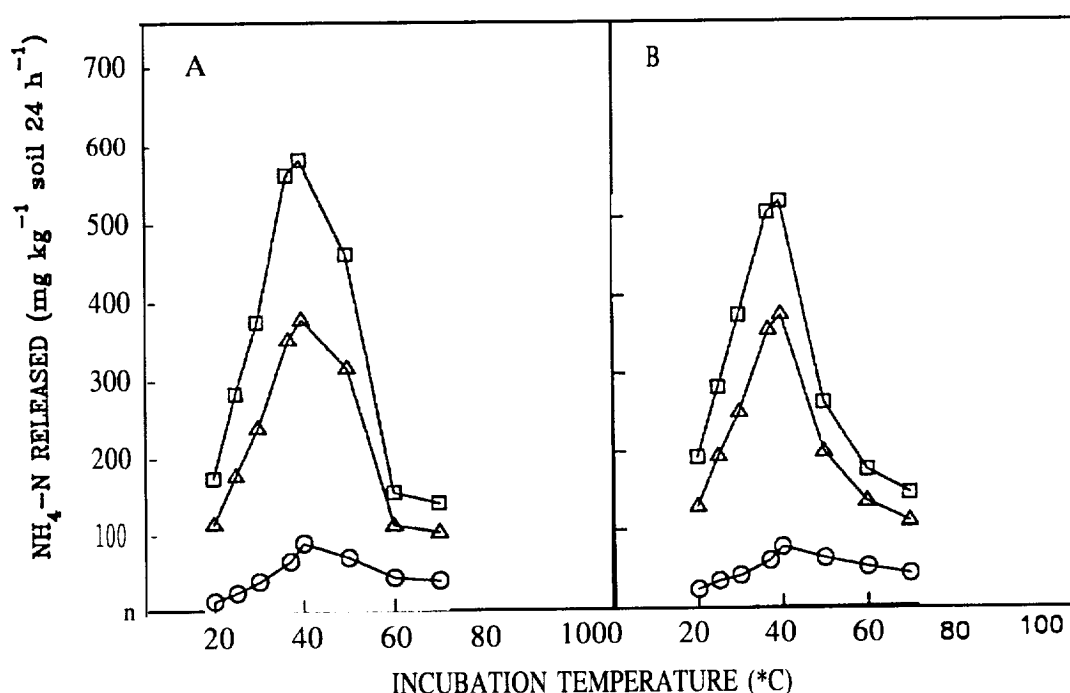 NH₄–N RELEASED (mg kg⁻¹ soil 24 h⁻¹)
A
B
700
600
500
400
300
200
100
n
20 40 60 80 1000 20 40 60 80 100
INCUBATION TEMPERATURE (*C)